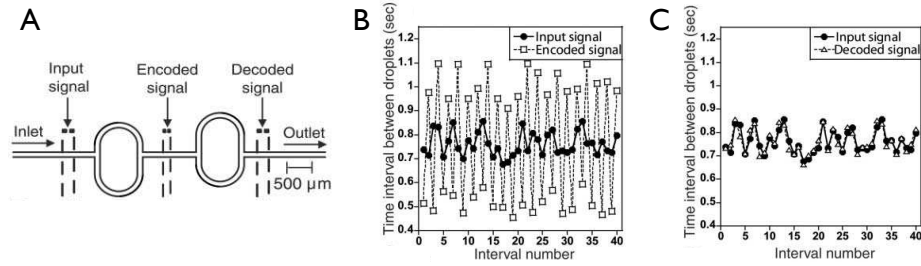 A
Input
signal
Encoded
signal
Decoded
signal
Inlet
Outlet
500 μm
B
Time interval between droplets (sec)
1.2
1.1
1
0.9
0.8
0.7
0.6
0.5
0.4
Input signal
Encoded signal
0 5 10 15 20 25 30 35 40
Interval number
C
Time interval between droplets (sec)
1.2
1.1
1
0.9
0.8
0.7
0.6
0.5
0.4
Input signal
Decoded signal
0 5 10 15 20 25 30 35 40
Interval number